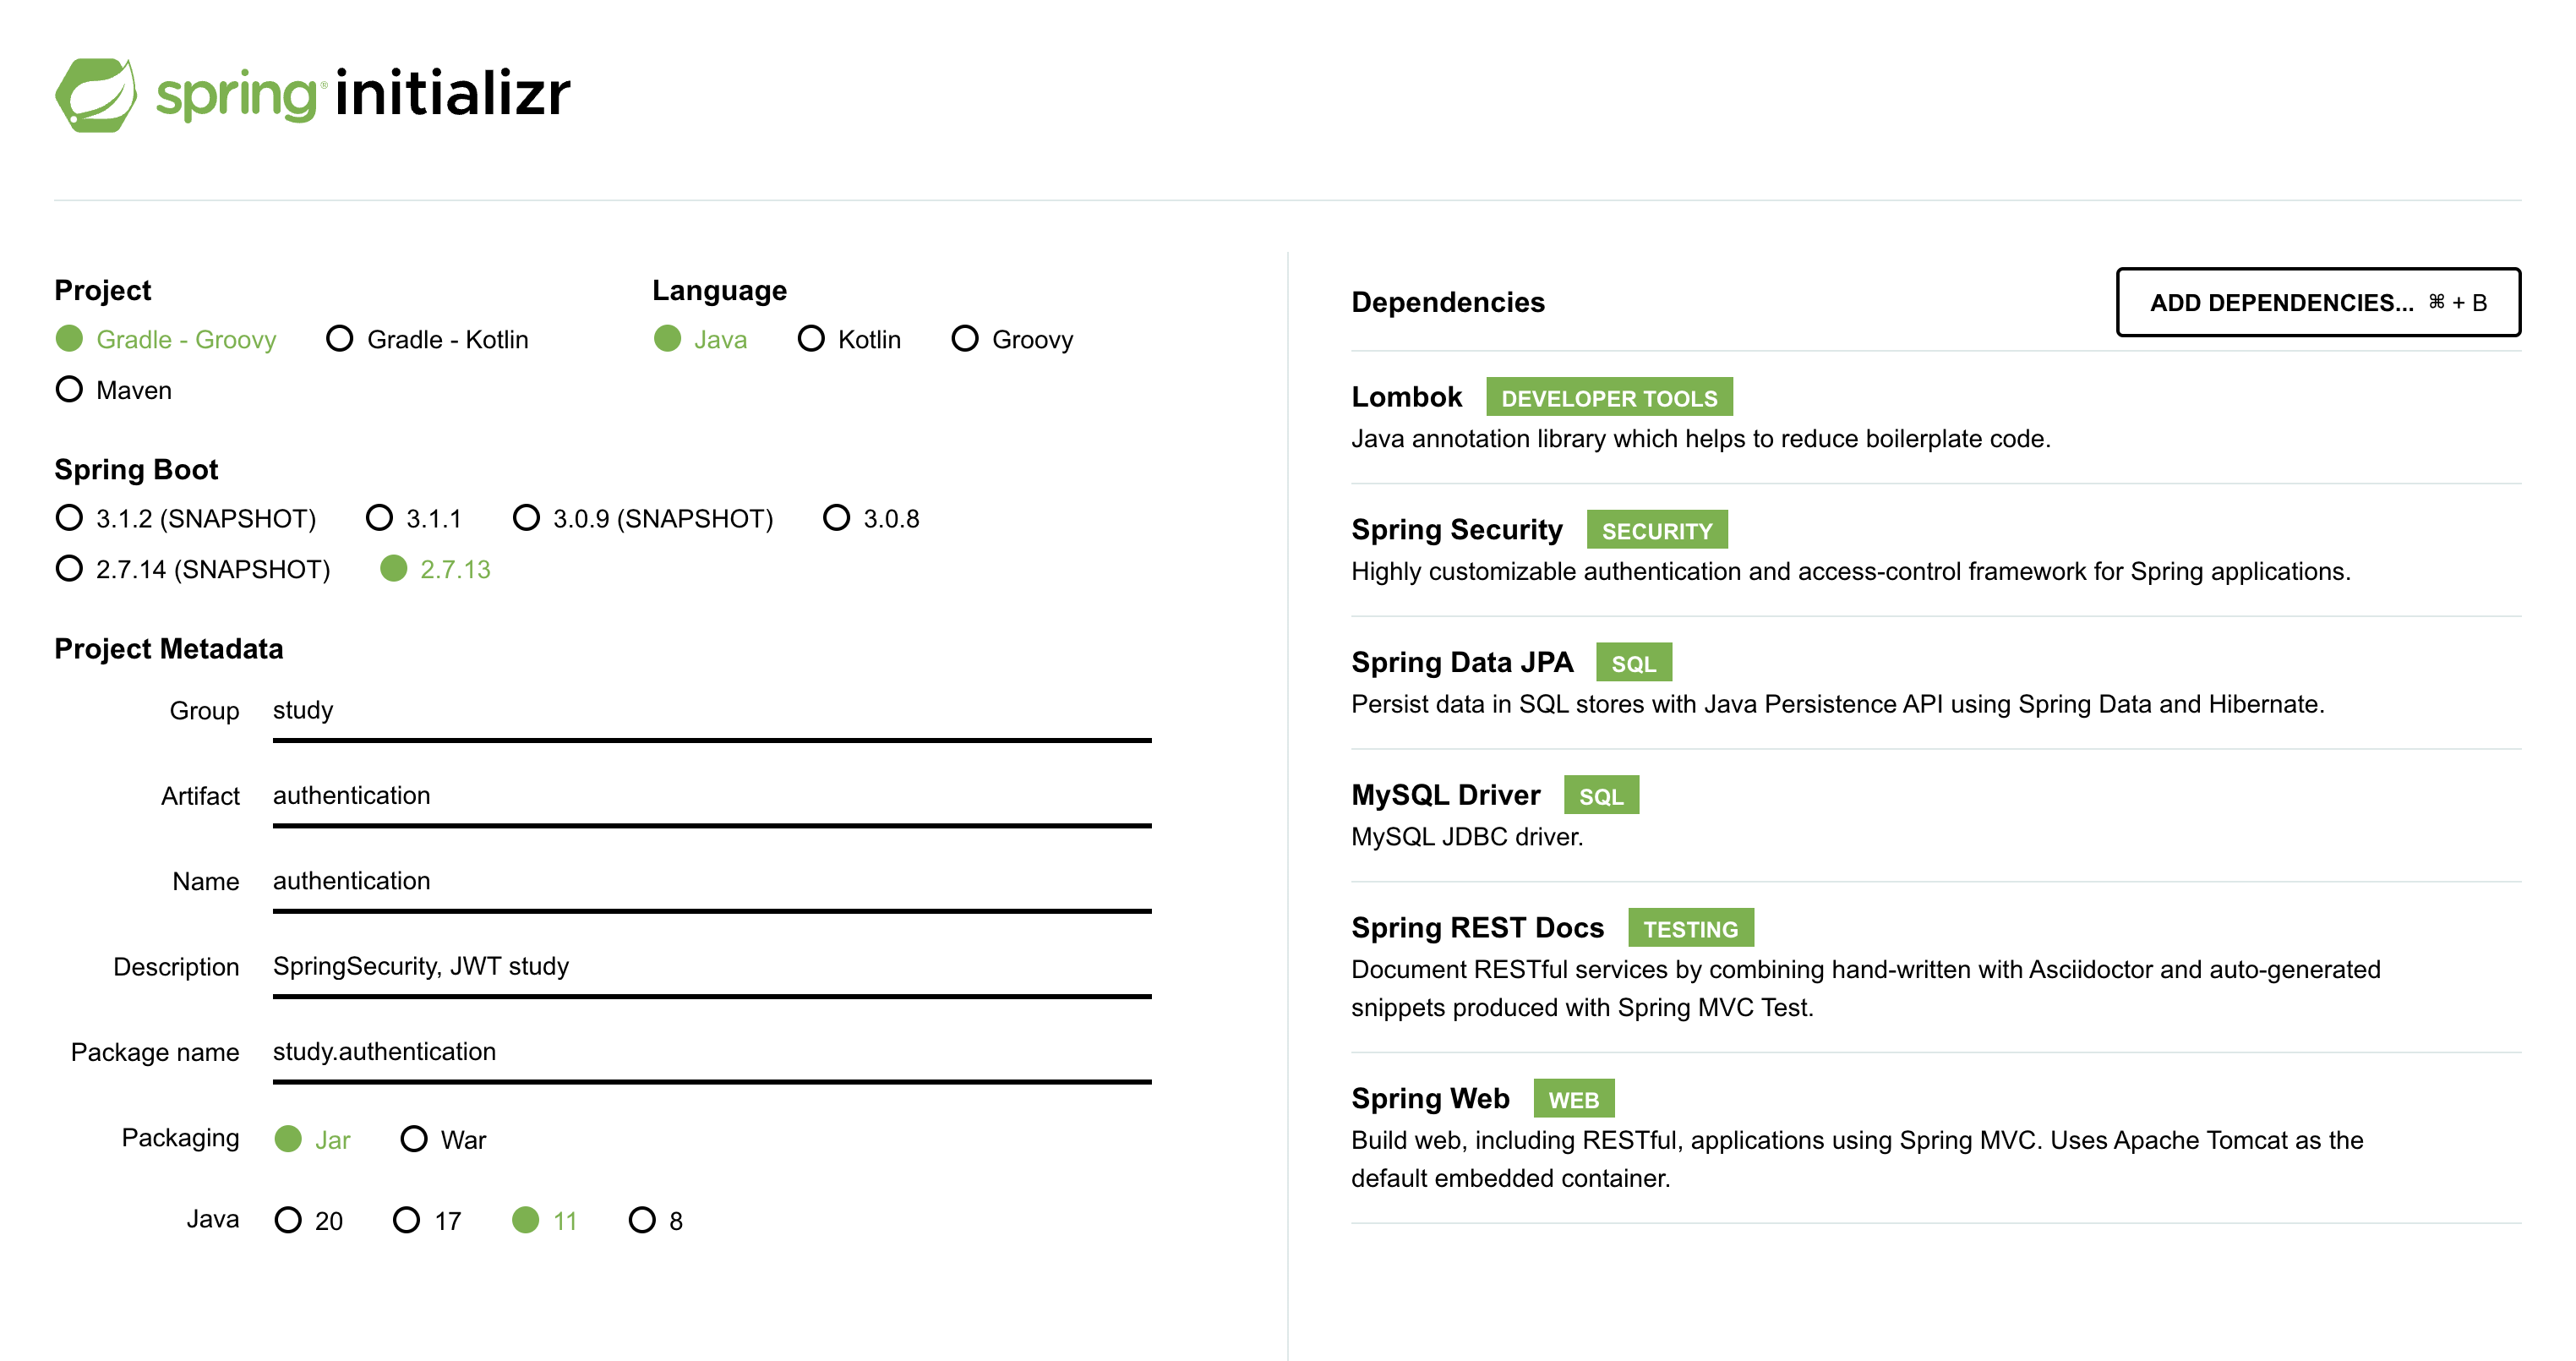 spring® initializr
Project
Gradle - Groovy Gradle - Kotlin
Maven
Language
Java Kotlin Groovy
Spring Boot
3.1.2 (SNAPSHOT) 3.1.1 3.0.9 (SNAPSHOT) 3.0.8
2.7.14 (SNAPSHOT) 2.7.13
Project Metadata
Group study
Artifact authentication
Name authentication
Description SpringSecurity, JWT study
Package name study.authentication
Packaging Jar War
Java 20 17 11 8
Dependencies ADD DEPENDENCIES... ⌘ + B
Lombok DEVELOPER TOOLS
Java annotation library which helps to reduce boilerplate code.
Spring Security SECURITY
Highly customizable authentication and access-control framework for Spring applications.
Spring Data JPA SQL
Persist data in SQL stores with Java Persistence API using Spring Data and Hibernate.
MySQL Driver SQL
MySQL JDBC driver.
Spring REST Docs TESTING
Document RESTful services by combining hand-written with Asciidoctor and auto-generated
snippets produced with Spring MVC Test.
Spring Web WEB
Build web, including RESTful, applications using Spring MVC. Uses Apache Tomcat as the
default embedded container.